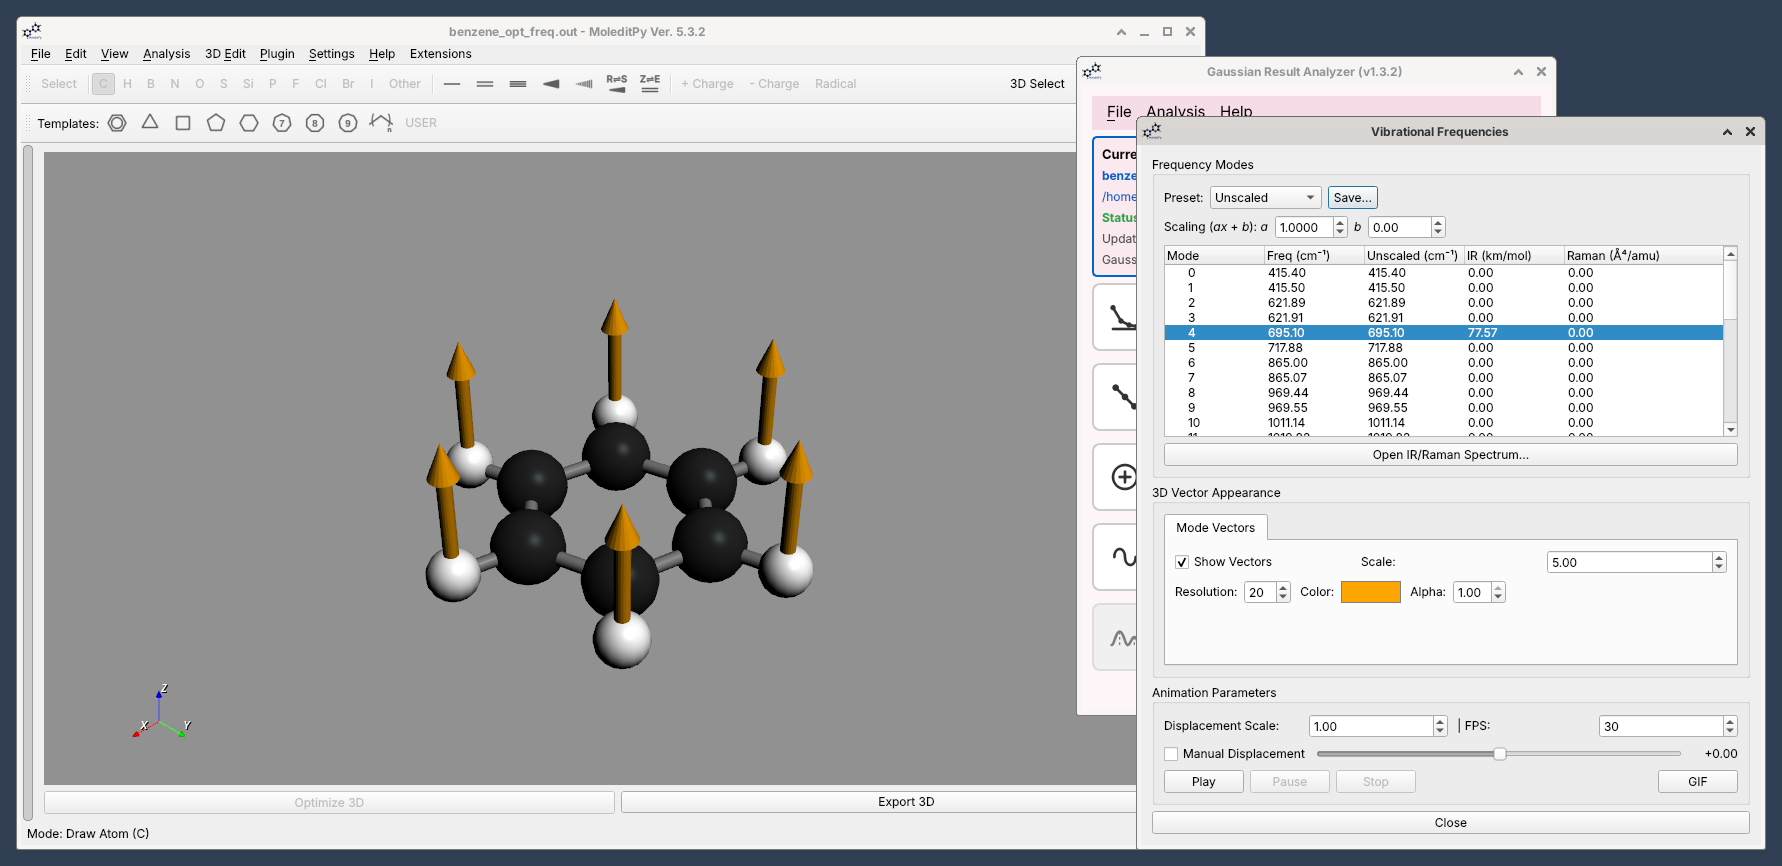 benzene_opt_freq.out - MoleditPy Ver. 5.3.2
File Edit View Analysis 3D Edit Plugin Settings Help Extensions
Select C H B N O S Si P F Cl Br I Other R⇌S Z⇌E + Charge - Charge Radical 3D Select
Templates: 7 8 9 n USER
Z
X
Y
Optimize 3D
Export 3D
Mode: Draw Atom (C)
Gaussian Result Analyzer (v1.3.2)
File Analysis Help
Curre
benze
/home
Status
Updat
Gauss
Vibrational Frequencies
Frequency Modes
Preset: Unscaled Save...
Scaling (ax + b): a 1.0000 b 0.00
Mode Freq (cm⁻¹) Unscaled (cm⁻¹) IR (km/mol) Raman (Å⁴/amu)
0 415.40 415.40 0.00 0.00
1 415.50 415.50 0.00 0.00
2 621.89 621.89 0.00 0.00
3 621.91 621.91 0.00 0.00
4 695.10 695.10 77.57 0.00
5 717.88 717.88 0.00 0.00
6 865.00 865.00 0.00 0.00
7 865.07 865.07 0.00 0.00
8 969.44 969.44 0.00 0.00
9 969.55 969.55 0.00 0.00
10 1011.14 1011.14 0.00 0.00
Open IR/Raman Spectrum...
3D Vector Appearance
Mode Vectors
Show Vectors Scale: 5.00
Resolution: 20 Color: Alpha: 1.00
Animation Parameters
Displacement Scale: 1.00 | FPS: 30
Manual Displacement +0.00
Play Pause Stop GIF
Close